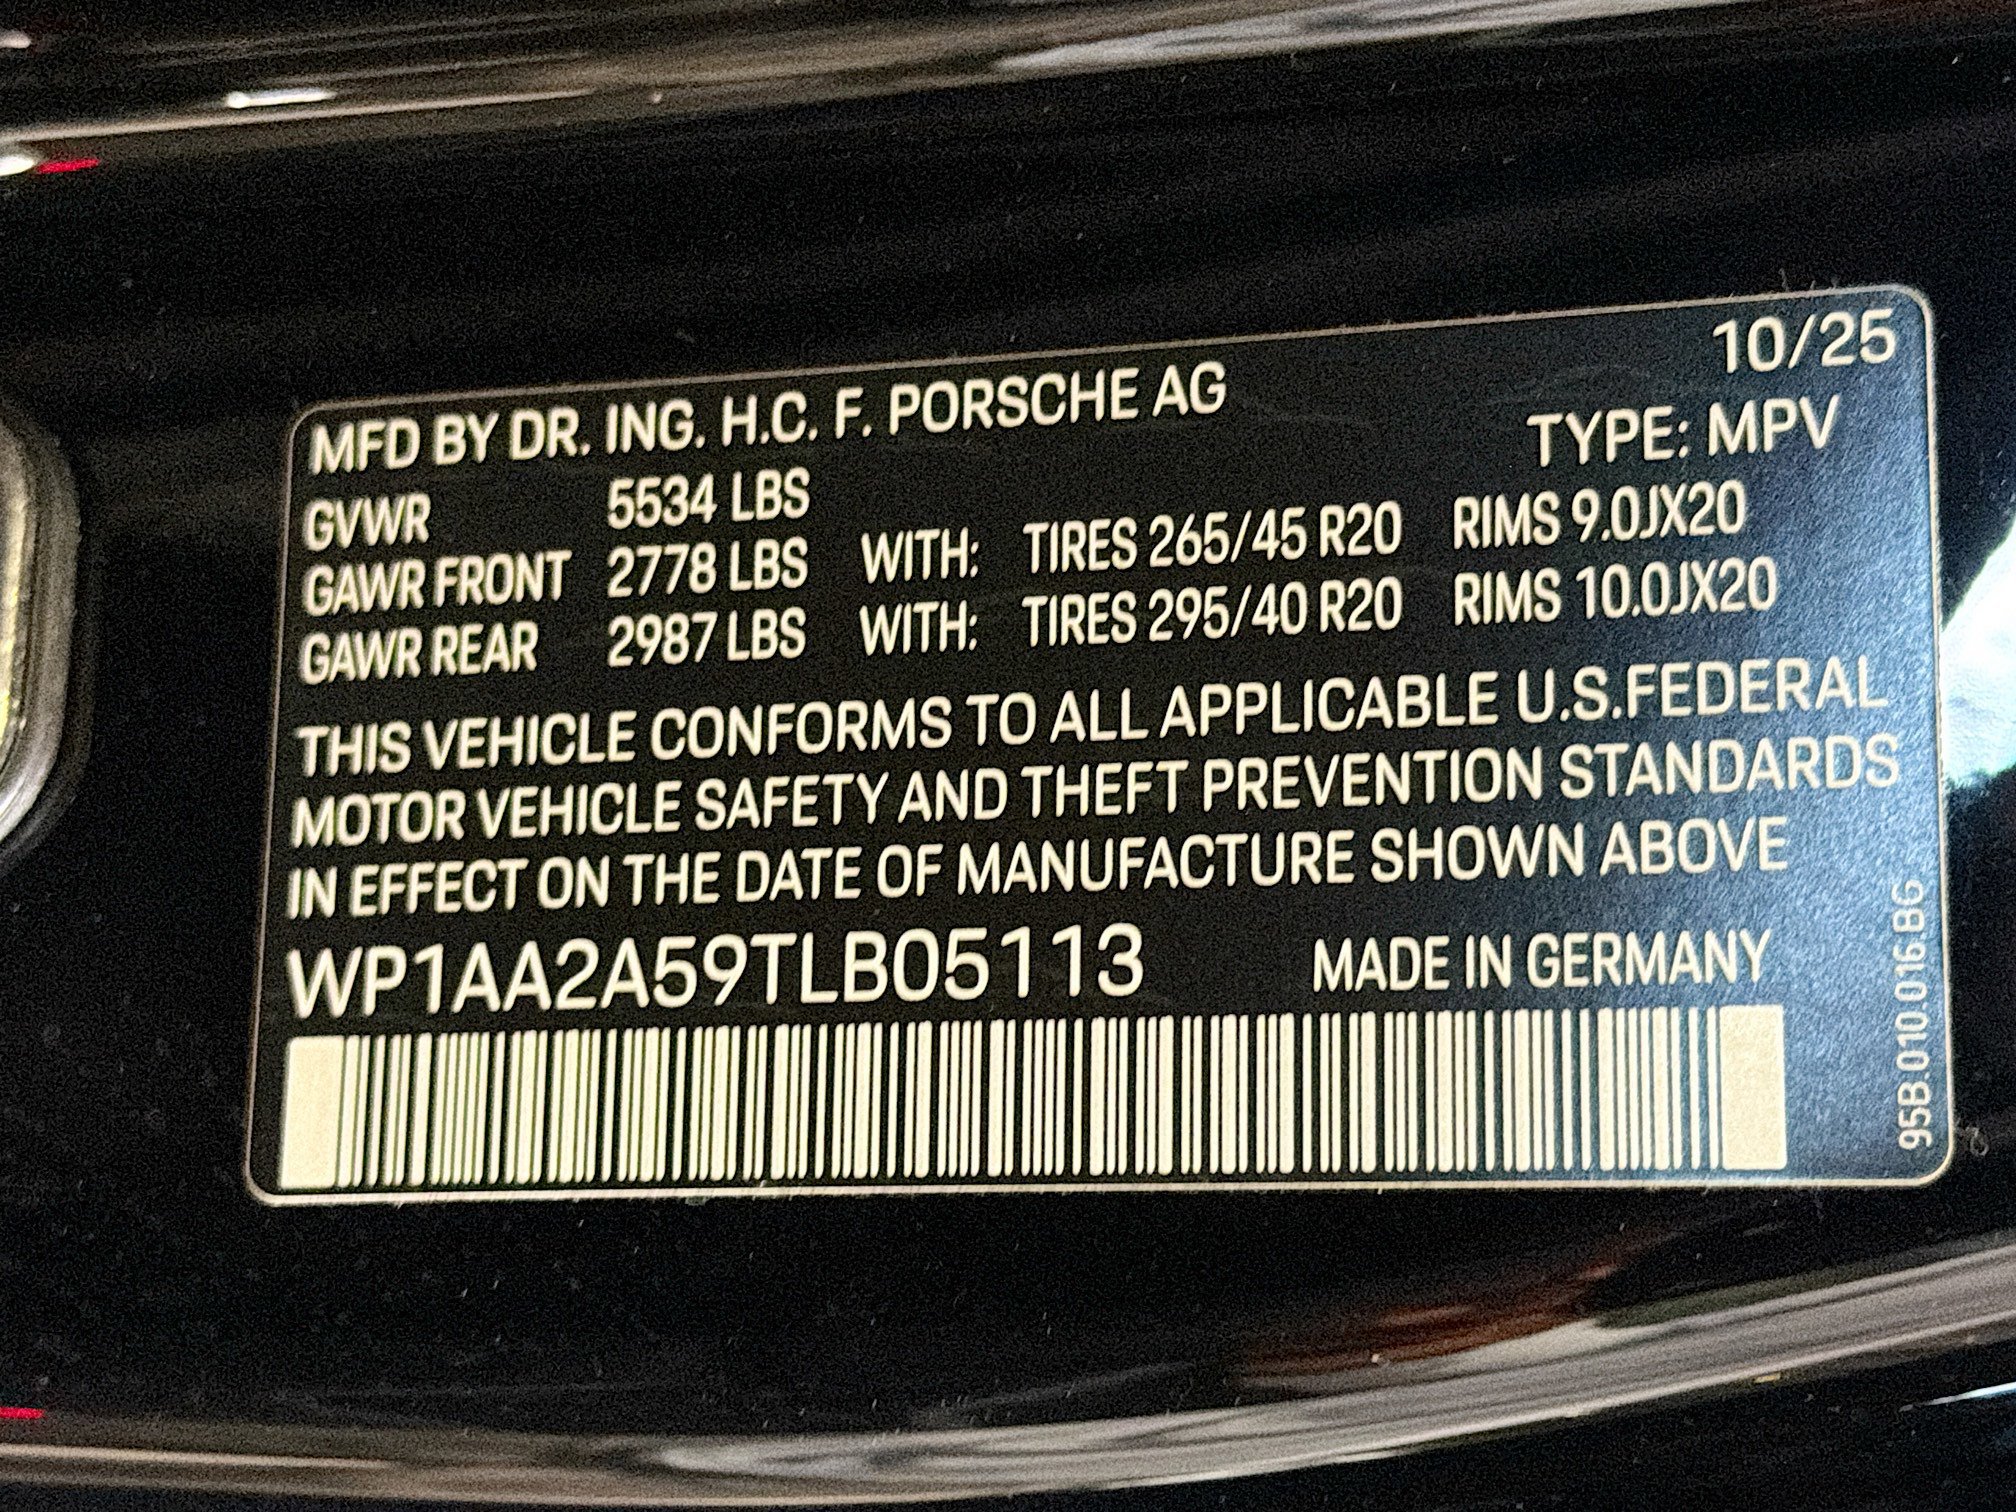 10/25
MFD BY DR. ING. H.C. F. PORSCHE AG
TYPE: MPV
GVWR 5534 LBS
GAWR FRONT 2778 LBS WITH: TIRES 265/45 R20 RIMS 9.0JX20
GAWR REAR 2987 LBS WITH: TIRES 295/40 R20 RIMS 10.0JX20
THIS VEHICLE CONFORMS TO ALL APPLICABLE U.S.FEDERAL
MOTOR VEHICLE SAFETY AND THEFT PREVENTION STANDARDS
IN EFFECT ON THE DATE OF MANUFACTURE SHOWN ABOVE
WP1AA2A59TLB05113 MADE IN GERMANY
95B.010.016.BG